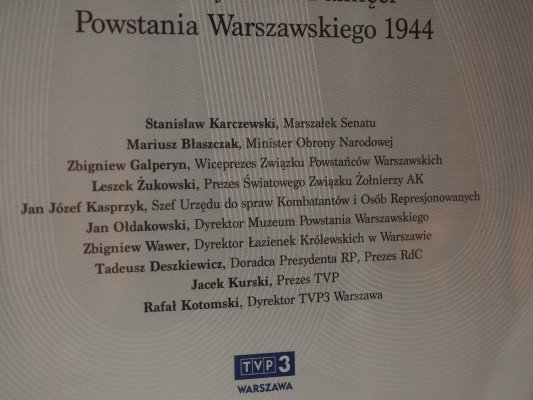 Powstania Warszawskiego 1944
Stanisław Karczewski, Marszałek Senatu
Mariusz Błaszczak, Minister Obrony Narodowej
Zbigniew Galperyn, Wiceprezes Związku Powstańców Warszawskich
Leszek Żukowski, Prezes Światowego Związku Żołnierzy AK
Jan Józef Kasprzyk, Szef Urzędu do spraw Kombatantów i Osób Represjonowanych
Jan Ołdakowski, Dyrektor Muzeum Powstania Warszawskiego
Zbigniew Wawer, Dyrektor Łazienek Królewskich w Warszawie
Tadeusz Deszkiewicz, Doradca Prezydenta RP, Prezes RdC
Jacek Kurski, Prezes TVP
Rafał Kotomski, Dyrektor TVP3 Warszawa
TVP3
WARSZAWA